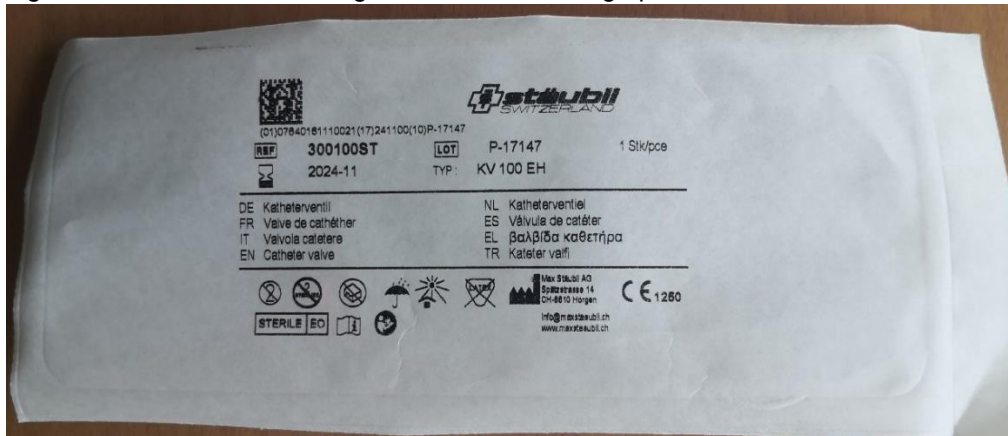 stäubli
SWITZERLAND
(01)07640161110021(17)241100(10)P-17147
REF 300100ST LOT P-17147 1 Stk/pce
2024-11 TYP: KV 100 EH
DE Katheterventil
FR Valve de cathéther
IT Valvola catetere
EN Catheter valve
NL Katheterventiel
ES Válvula de catéter
EL βαλβίδα καθετήρα
TR Kateter valfi
2
LATEX
Max Stäubli AG
Spätzstrasse 14
CH-8810 Horgen
info@maxstaeubli.ch
www.maxstaeubli.ch
CE 1250
STERILE EO